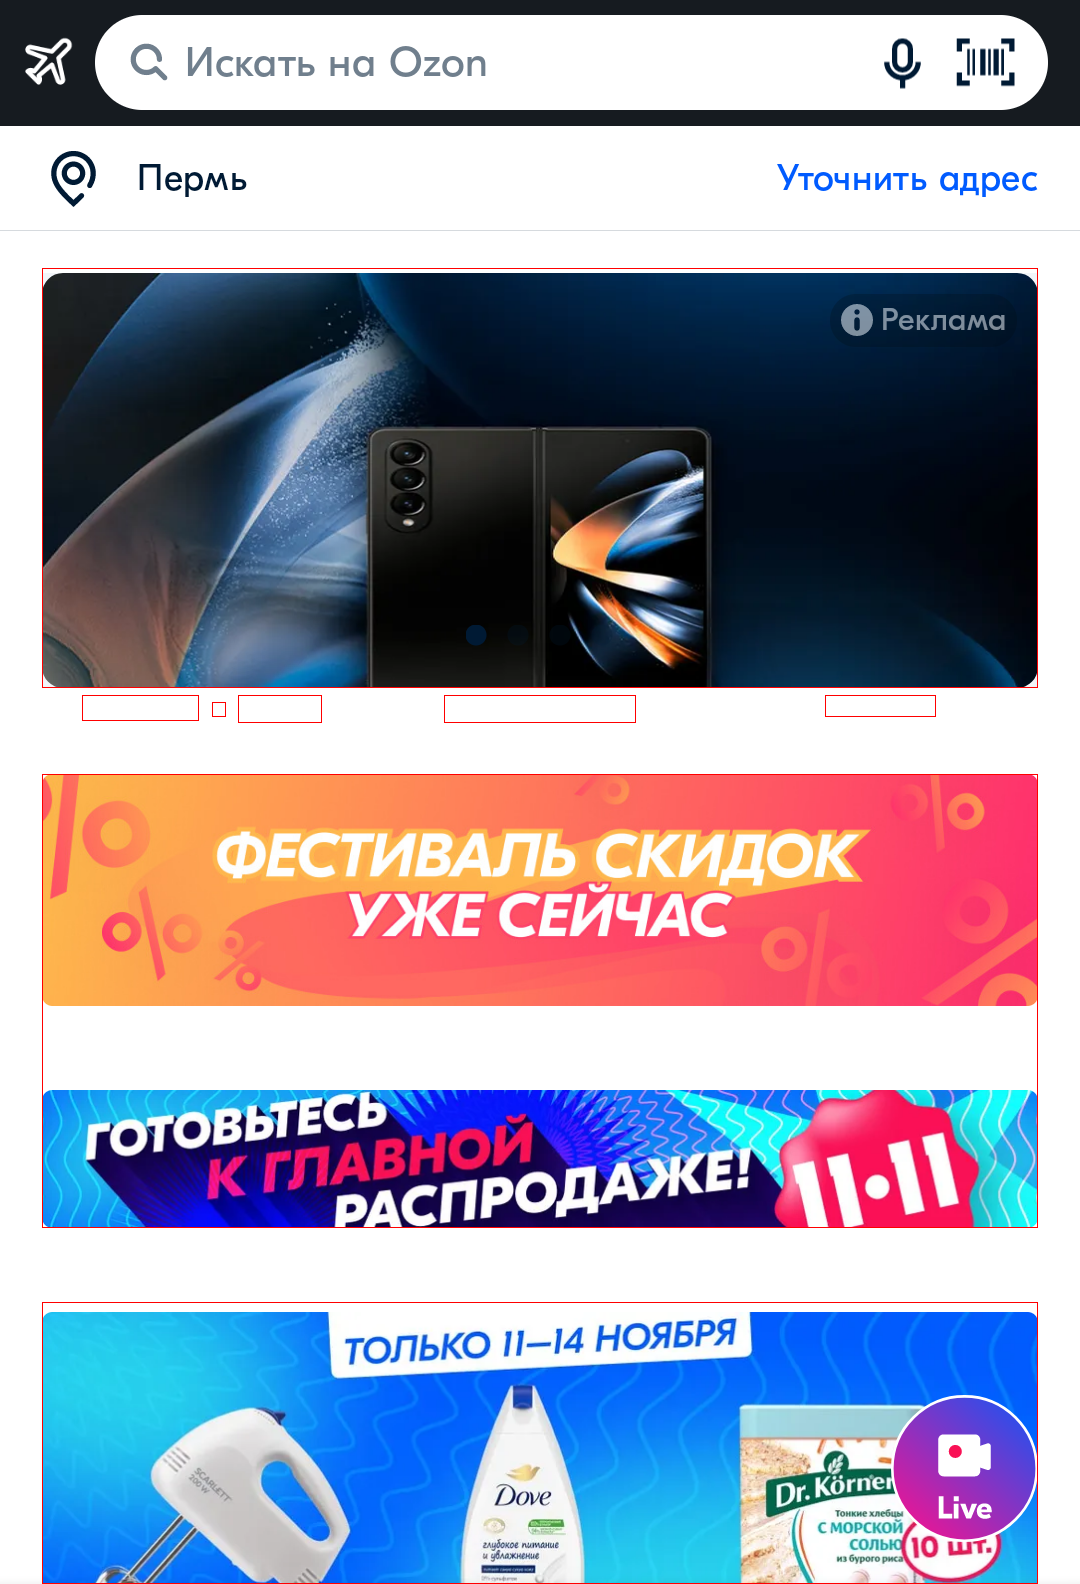 Искать на Ozon
Пермь
Уточнить адрес
Реклама
ФЕСТИВАЛЬ СКИДОК
УЖЕ СЕЙЧАС
ГОТОВЬТЕСЬ
К ГЛАВНОЙ
РАСПРОДАЖЕ!
11•11
ТОЛЬКО 11–14 НОЯБРЯ
SCARLETT
200 W
Dove
глубокое питание
и увлажнение
Dr. Körner
Тонкие хлебцы
С МОРСКОЙ
СОЛЬЮ
из бурого риса
10 шт.
Live